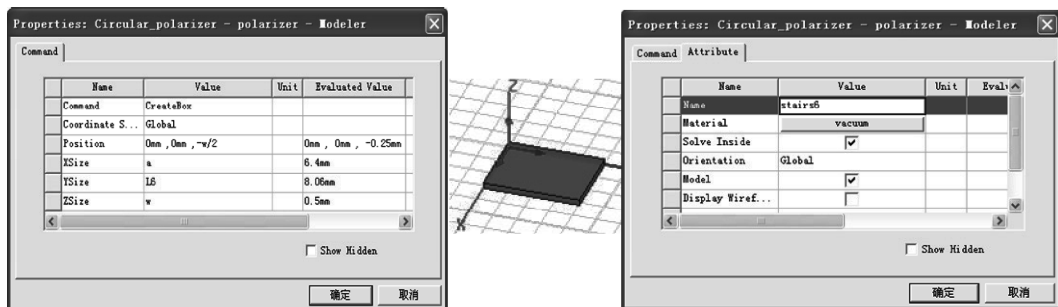 Properties: Circular_polarizer - polarizer - Modeler
Command
Name Value Unit Evaluated Value
Command CreateBox
Coordinate S... Global
Position 0mm ,0mm ,-w/2 0mm , 0mm , -0.25mm
XSize a 6.4mm
YSize L6 8.06mm
ZSize w 0.5mm
Show Hidden
确定 取消
Z
X
Properties: Circular_polarizer - polarizer - Modeler
Command Attribute
Name Value Unit Evalu
Name stairs6
Material vacuum
Solve Inside
Orientation Global
Model
Display Wiref...
Show Hidden
确定 取消